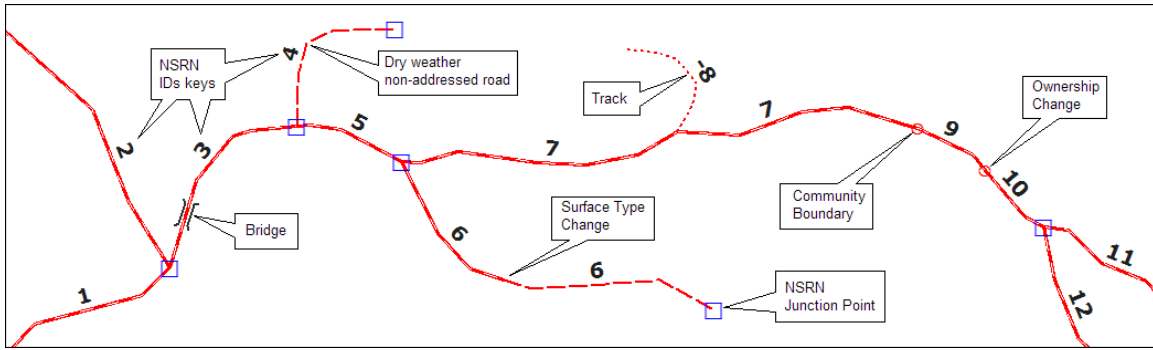 NSRN
IDs keys
4
Dry weather
non-addressed road
-8
Track
Ownership
Change
2
3
5
7
7
9
10
Community
Boundary
Bridge
Surface Type
Change
6
6
NSRN
Junction Point
11
12
1